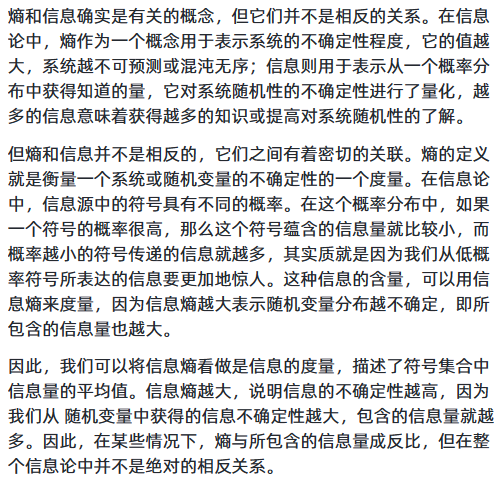 熵和信息确实是有关的概念，但它们并不是相反的关系。在信息
论中，熵作为一个概念用于表示系统的不确定性程度，它的值越
大，系统越不可预测或混沌无序；信息则用于表示从一个概率分
布中获得知道的量，它对系统随机性的不确定性进行了量化，越
多的信息意味着获得越多的知识或提高对系统随机性的了解。
但熵和信息并不是相反的，它们之间有着密切的关联。熵的定义
就是衡量一个系统或随机变量的不确定性的一个度量。在信息论
中，信息源中的符号具有不同的概率。在这个概率分布中，如果
一个符号的概率很高，那么这个符号蕴含的信息量就比较小，而
概率越小的符号传递的信息就越多，其实质就是因为我们从低概
率符号所表达的信息要更加地惊人。这种信息的含量，可以用信
息熵来度量，因为信息熵越大表示随机变量分布越不确定，即所
包含的信息量也越大。
因此，我们可以将信息熵看做是信息的度量，描述了符号集合中
信息量的平均值。信息熵越大，说明信息的不确定性越高，因为
我们从 随机变量中获得的信息不确定性越大，包含的信息量就越
多。因此，在某些情况下，熵与所包含的信息量成反比，但在整
个信息论中并不是绝对的相反关系。